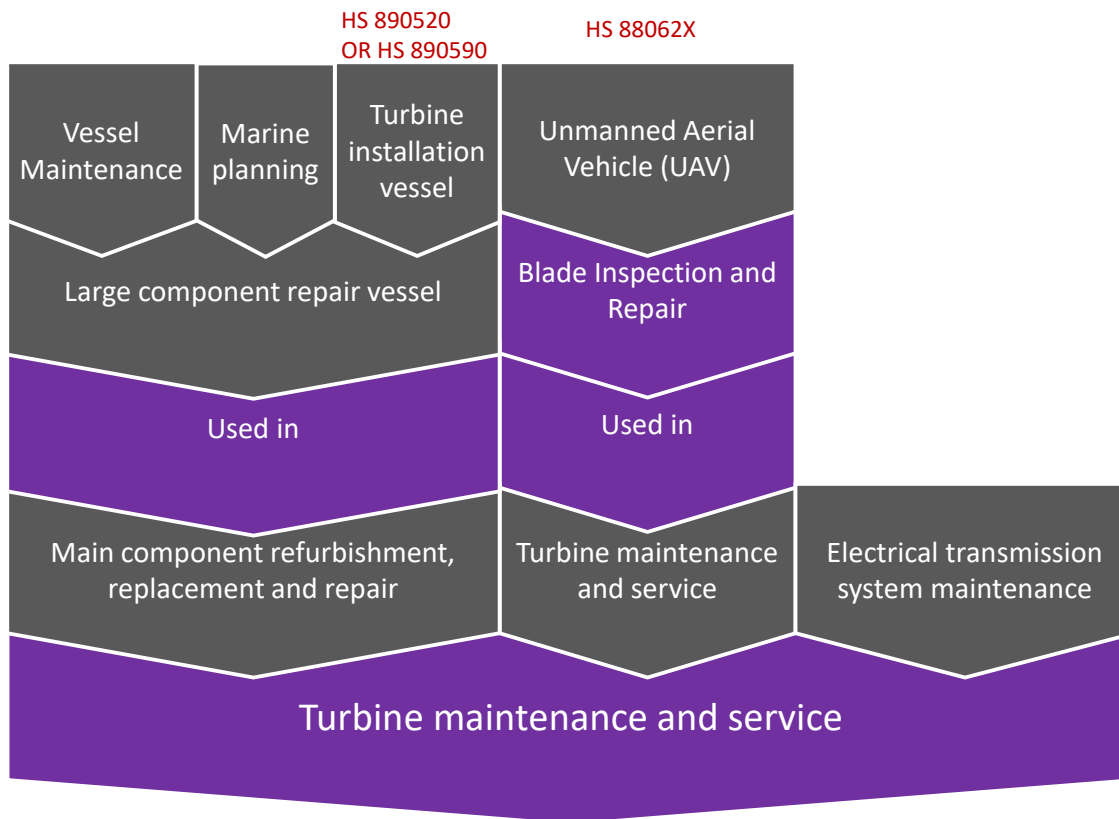 HS 890520
OR HS 890590
HS 88062X
Vessel
Maintenance
Marine
planning
Turbine
installation
vessel
Unmanned Aerial
Vehicle (UAV)
Large component repair vessel
Blade Inspection and
Repair
Used in
Used in
Main component refurbishment,
replacement and repair
Turbine maintenance
and service
Electrical transmission
system maintenance
Turbine maintenance and service